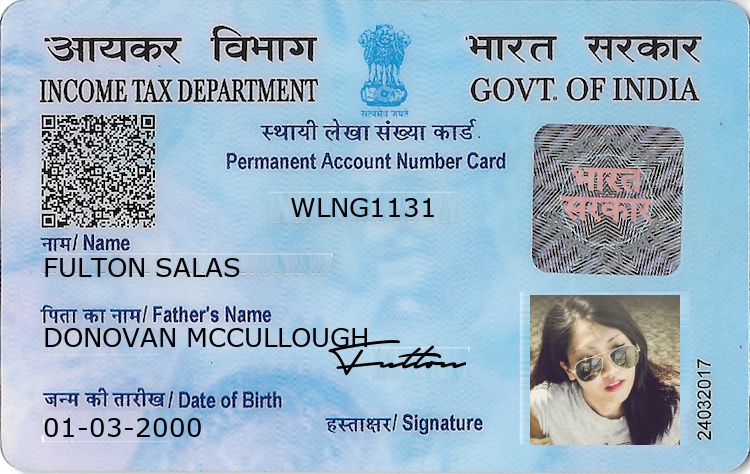 आयकर विभाग
भारत सरकार
INCOME TAX DEPARTMENT
GOVT. OF INDIA
सत्यमेव जयते
स्थायी लेखा संख्या कार्ड
Permanent Account Number Card
भारत
सरकार
WLNG1131
नाम/ Name
FULTON SALAS
पिता का नाम/ Father's Name
DONOVAN MCCULLOUGH
Fulton
जन्म की तारीख / Date of Birth
01-03-2000
हस्ताक्षर/ Signature
24032017